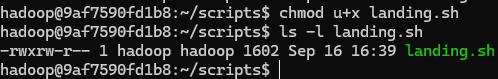 hadoop@9af7590fd1b8:~/scripts$ chmod u+x landing.sh
hadoop@9af7590fd1b8:~/scripts$ ls -l landing.sh
-rwxrw-r-- 1 hadoop hadoop 1602 Sep 16 16:39 landing.sh
hadoop@9af7590fd1b8:~/scripts$